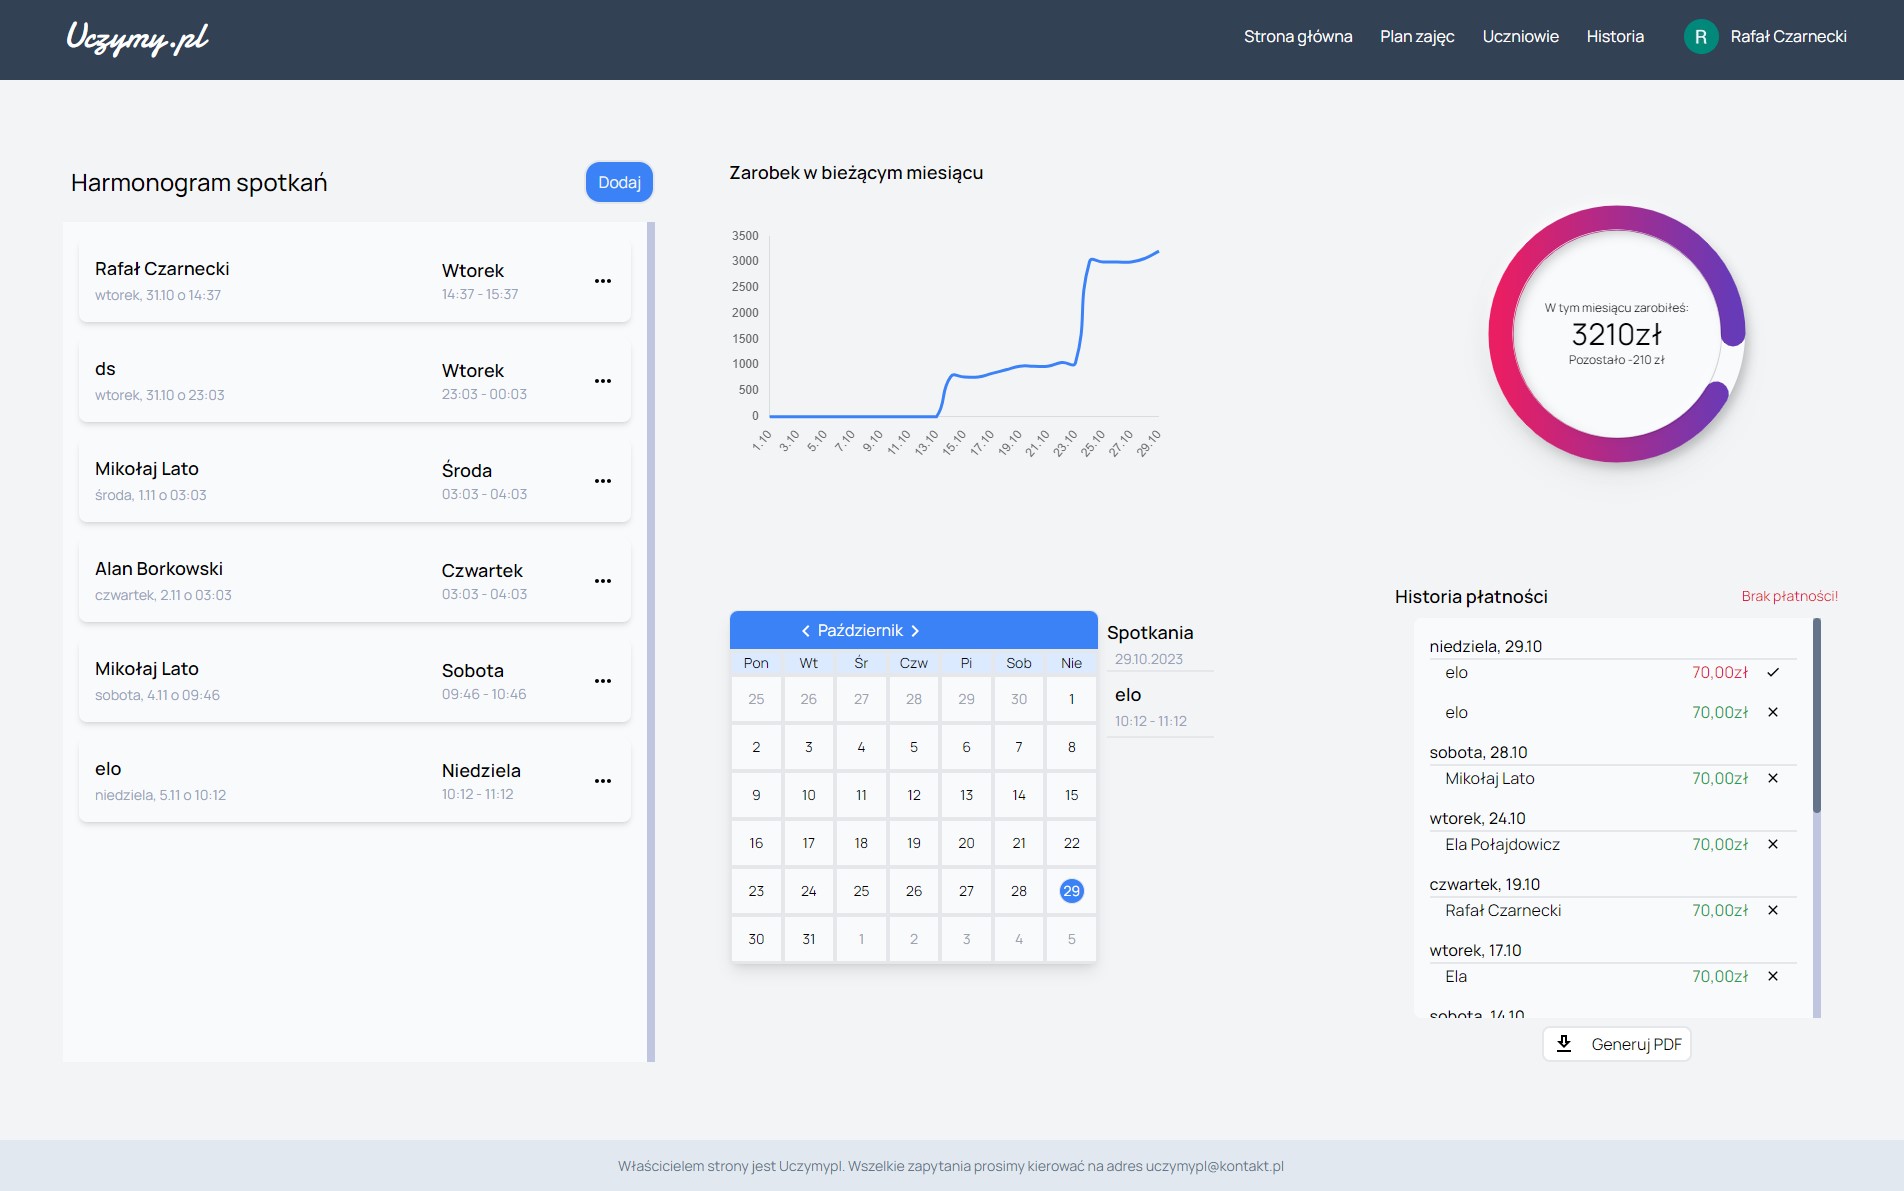 Uczymy.pl
Strona główna
Plan zajęc
Uczniowie
Historia
R
Rafał Czarnecki
Harmonogram spotkań
Dodaj
Rafał Czarnecki
wtorek, 31.10 o 14:37
Wtorek
14:37 - 15:37
ds
wtorek, 31.10 o 23:03
Wtorek
23:03 - 00:03
Mikołaj Lato
środa, 1.11 o 03:03
Środa
03:03 - 04:03
Alan Borkowski
czwartek, 2.11 o 03:03
Czwartek
03:03 - 04:03
Mikołaj Lato
sobota, 4.11 o 09:46
Sobota
09:46 - 10:46
elo
niedziela, 5.11 o 10:12
Niedziela
10:12 - 11:12
Zarobek w bieżącym miesiącu
3500
3000
2500
2000
1500
1000
500
0
1.10 3.10 5.10 7.10 9.10 11.10 13.10 15.10 17.10 19.10 21.10 23.10 25.10 27.10 29.10
W tym miesiącu zarobiłeś:
3210zł
Pozostało -210 zł
Październik
Pon Wt Śr Czw Pi Sob Nie
25 26 27 28 29 30 1
2 3 4 5 6 7 8
9 10 11 12 13 14 15
16 17 18 19 20 21 22
23 24 25 26 27 28 29
30 31 1 2 3 4 5
Spotkania
29.10.2023
elo
10:12 - 11:12
Historia płatności
Brak płatności!
niedziela, 29.10
elo 70,00zł
elo 70,00zł
sobota, 28.10
Mikołaj Lato 70,00zł
wtorek, 24.10
Ela Połajdowicz 70,00zł
czwartek, 19.10
Rafał Czarnecki 70,00zł
wtorek, 17.10
Ela 70,00zł
sobota, 14.10
Generuj PDF
Właścicielem strony jest Uczymypl. Wszelkie zapytania prosimy kierować na adres uczymypl@kontakt.pl